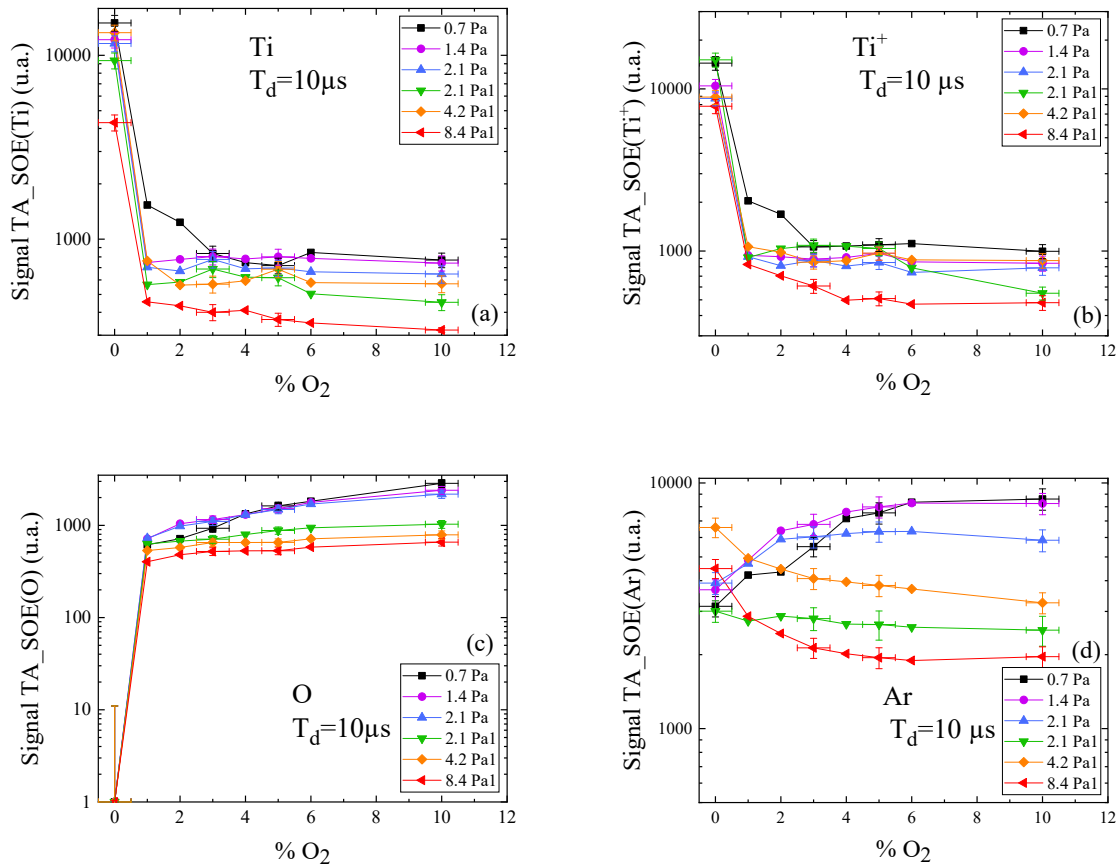 Signal TA_SOE(Ti) (u.a.)
10000
1000
Ti
T_d=10µs
0.7 Pa
1.4 Pa
2.1 Pa
2.1 Pa1
4.2 Pa1
8.4 Pa1
(a)
0 2 4 6 8 10 12
% O₂
Signal TA_SOE(Ti⁺) (u.a.)
10000
1000
Ti⁺
T_d=10 µs
0.7 Pa
1.4 Pa
2.1 Pa
2.1 Pa1
4.2 Pa1
8.4 Pa1
(b)
0 2 4 6 8 10 12
% O₂
Signal TA_SOE(O) (u.a.)
1000
100
10
1
(c)
O
T_d=10µs
0.7 Pa
1.4 Pa
2.1 Pa
2.1 Pa1
4.2 Pa1
8.4 Pa1
0 2 4 6 8 10 12
% O₂
Signal TA_SOE(Ar) (u.a.)
10000
1000
(d)
Ar
T_d=10 µs
0.7 Pa
1.4 Pa
2.1 Pa
2.1 Pa1
4.2 Pa1
8.4 Pa1
0 2 4 6 8 10 12
% O₂